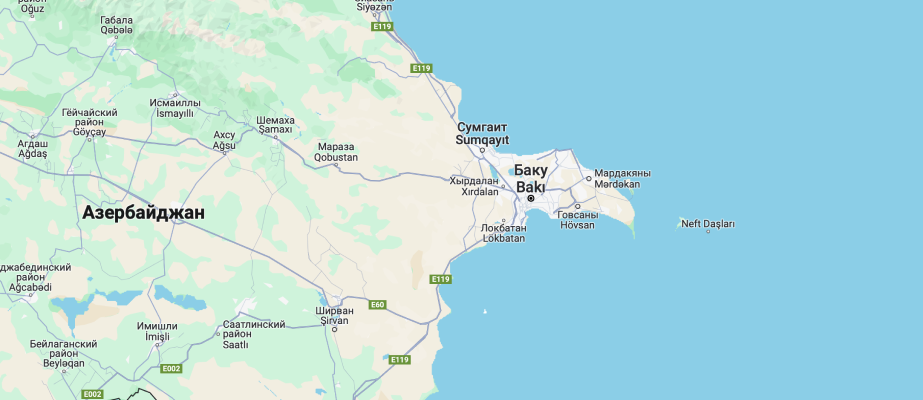 район
Oğuz
Siyəzən
Габала
Qəbələ
E119
E119
Исмаиллы
İsmayıllı
Гёйчайский
район
Göyçay
Шемаха
Şamaxı
Сумгаит
Sumqayıt
Агдаш
Ağdaş
Ахсу
Ağsu
Мараза
Qobustan
Баку
Bakı
Мардакяны
Mərdəkan
Хырдалан
Xırdalan
Азербайджан
Говсаны
Hövsan
Локбатан
Lökbatan
Neft Daşları
джабединский
район
Ağcabədi
E119
E60
Ширван
Şirvan
Имишли
İmişli
Саатлинский
район
Saatlı
Бейлаганский
район
Beyləqan
E119
E002
E002